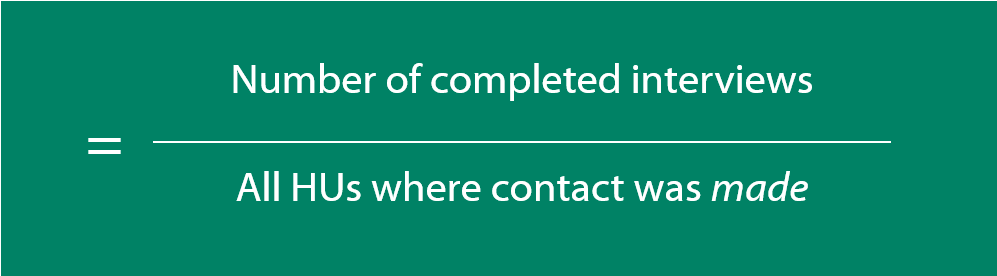 Number of completed interviews
=
All HUs where contact was made